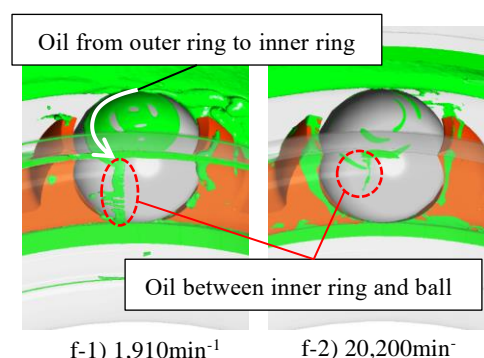 Oil from outer ring to inner ring
Oil between inner ring and ball
f-1) 1,910min⁻¹ f-2) 20,200min⁻